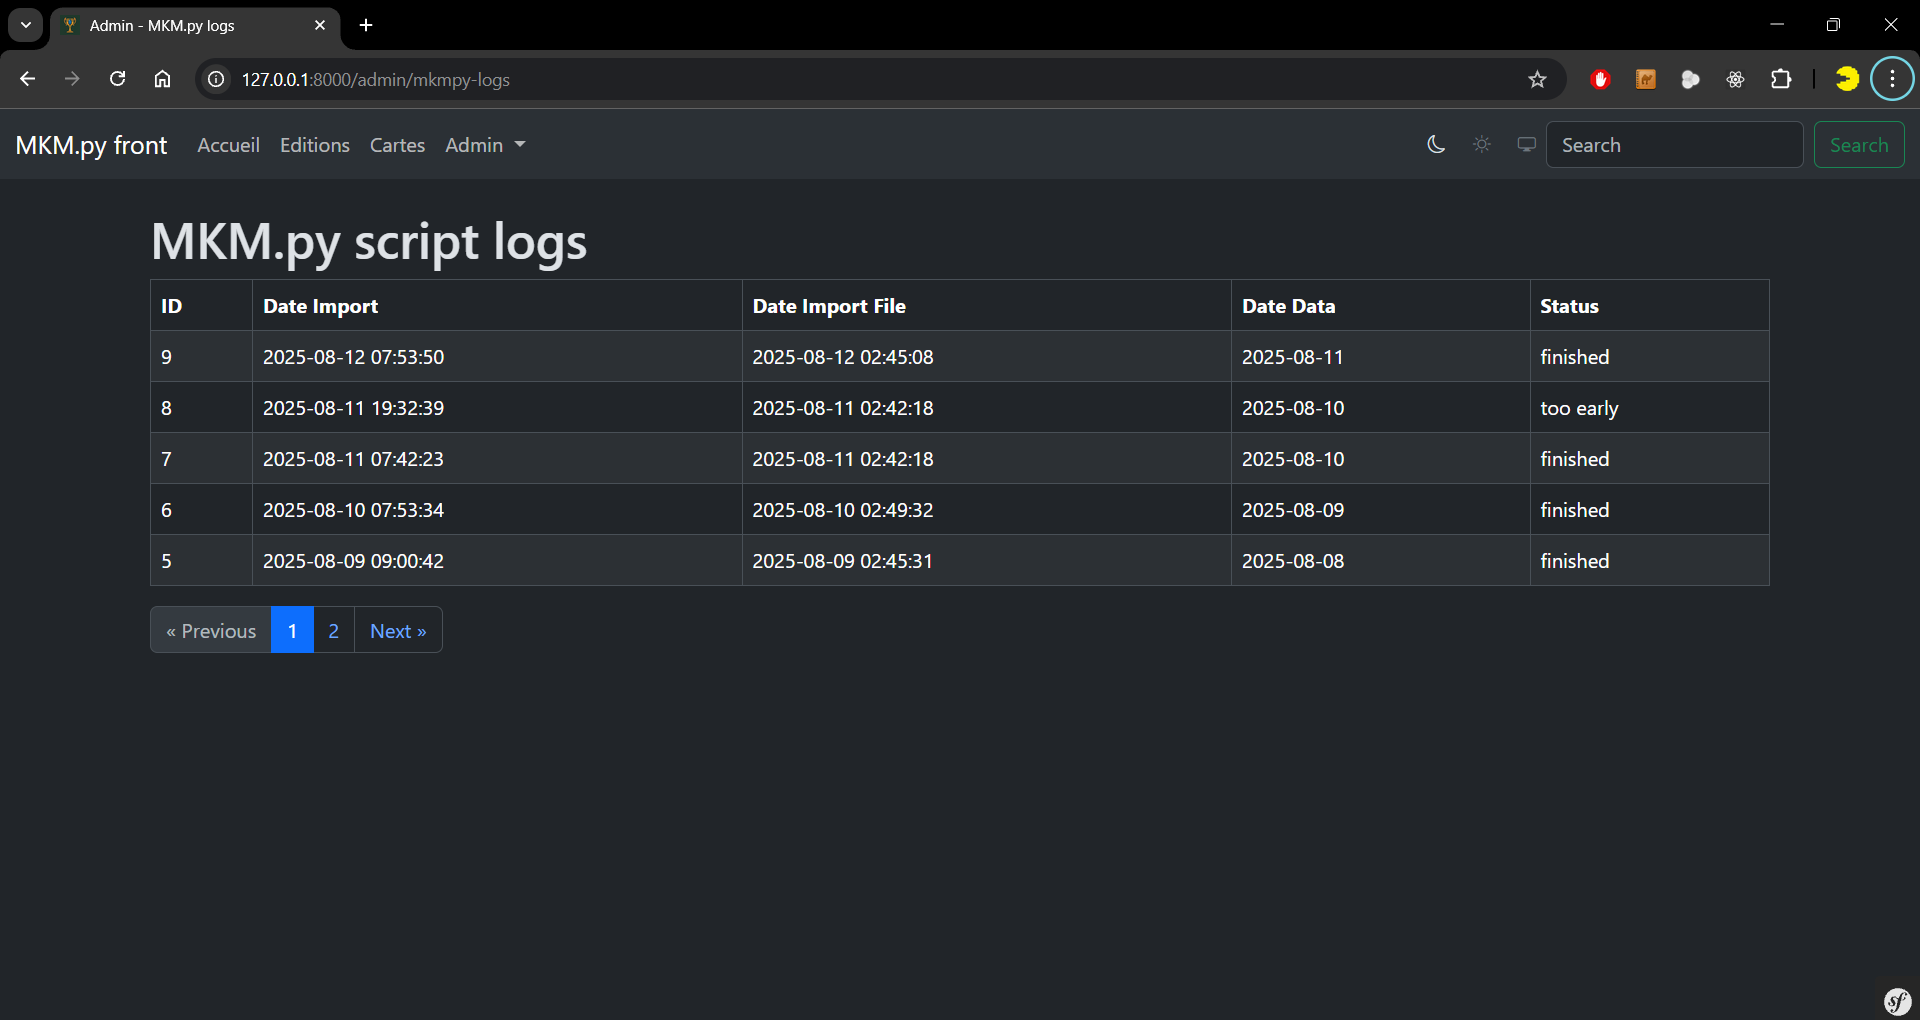 Admin - MKM.py logs
127.0.0.1:8000/admin/mkmpy-logs
MKM.py front Accueil Editions Cartes Admin Search Search
MKM.py script logs
ID Date Import Date Import File Date Data Status
9 2025-08-12 07:53:50 2025-08-12 02:45:08 2025-08-11 finished
8 2025-08-11 19:32:39 2025-08-11 02:42:18 2025-08-10 too early
7 2025-08-11 07:42:23 2025-08-11 02:42:18 2025-08-10 finished
6 2025-08-10 07:53:34 2025-08-10 02:49:32 2025-08-09 finished
5 2025-08-09 09:00:42 2025-08-09 02:45:31 2025-08-08 finished
« Previous 1 2 Next »
sf